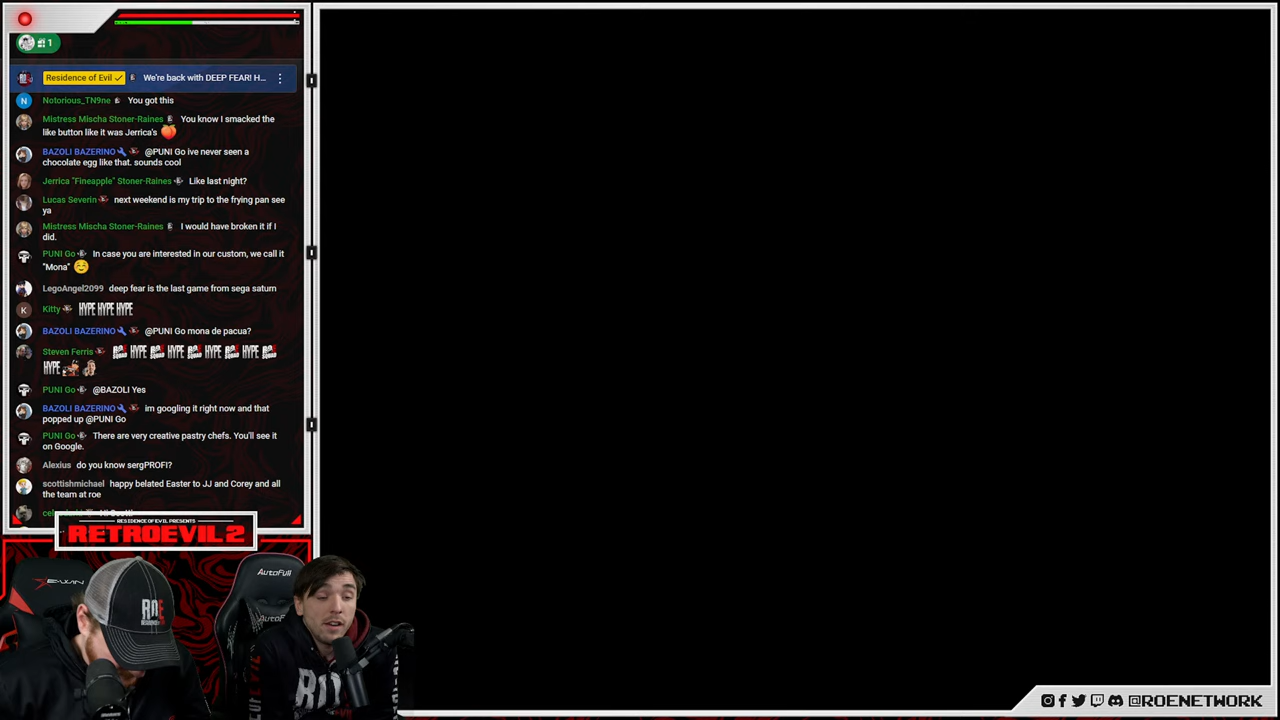 1
Residence of Evil We're back with DEEP FEAR! H...
Notorious_TN9ne You got this
Mistress Mischa Stoner-Raines You know I smacked the
like button like it was Jerrica's
BAZOLI BAZERINO @PUNI Go ive never seen a
chocolate egg like that. sounds cool
Jerrica "Fineapple" Stoner-Raines Like last night?
Lucas Severin next weekend is my trip to the frying pan see
ya
Mistress Mischa Stoner-Raines I would have broken it if I
did.
PUNI Go In case you are interested in our custom, we call it
"Mona"
LegoAngel2099 deep fear is the last game from sega saturn
K Kitty HYPE HYPE HYPE
BAZOLI BAZERINO @PUNI Go mona de pacua?
Steven Ferris HYPE HYPE HYPE HYPE
HYPE
PUNI Go @BAZOLI Yes
BAZOLI BAZERINO im googling it right now and that
popped up @PUNI Go
PUNI Go There are very creative pastry chefs. You'll see it
on Google.
Alexius do you know sergPROFI?
scottishmichael happy belated Easter to JJ and Corey and all
the team at roe
RESIDENCE OF EVIL PRESENTS
RETROEVIL 2
AutoFull
ROE
@ROENETWORK